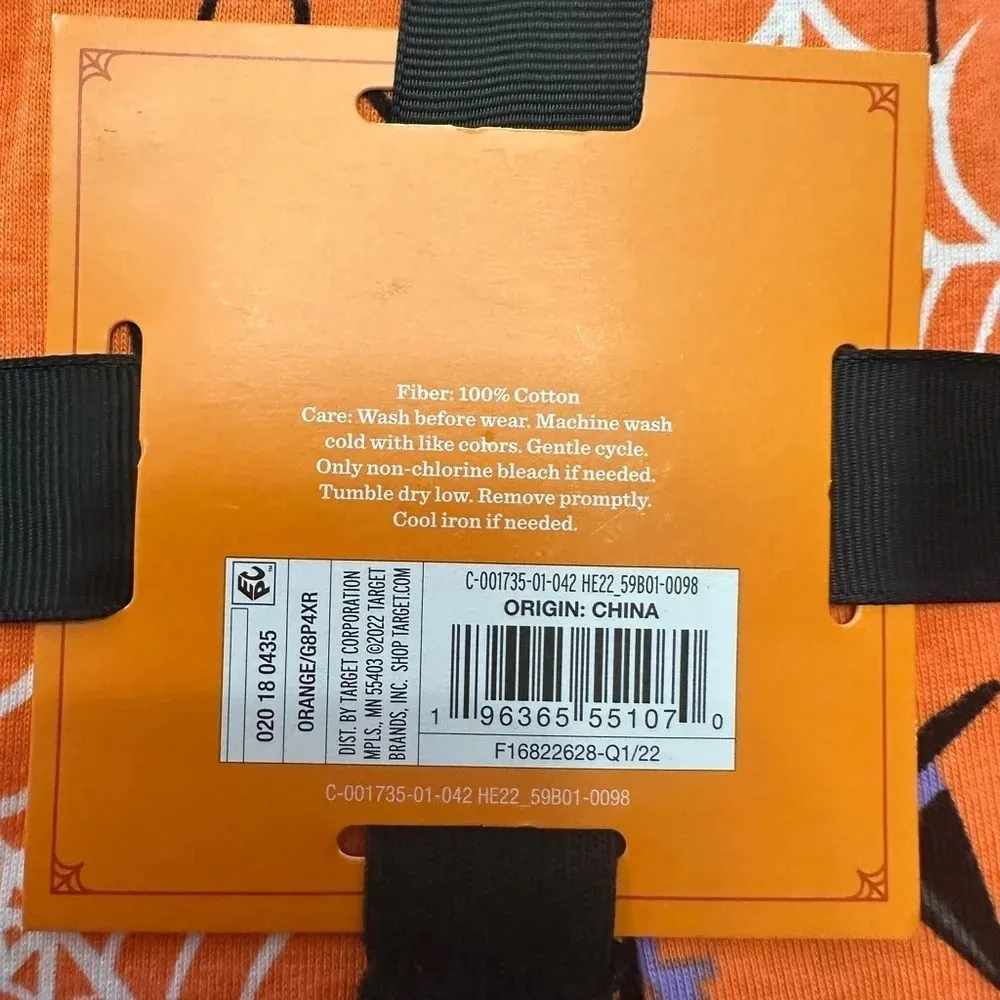 Fiber: 100% Cotton
Care: Wash before wear. Machine wash
cold with like colors. Gentle cycle.
Only non-chlorine bleach if needed.
Tumble dry low. Remove promptly.
Cool iron if needed.
EPC™
020 18 0435
ORANGE/G8P4XR
DIST. BY TARGET CORPORATION
MPLS., MN 55403 ©2022 TARGET
BRANDS, INC. SHOP TARGET.COM
C-001735-01-042 HE22_59B01-0098
ORIGIN: CHINA
1 96365 55107 0
F16822628-Q1/22
C-001735-01-042 HE22_59B01-0098